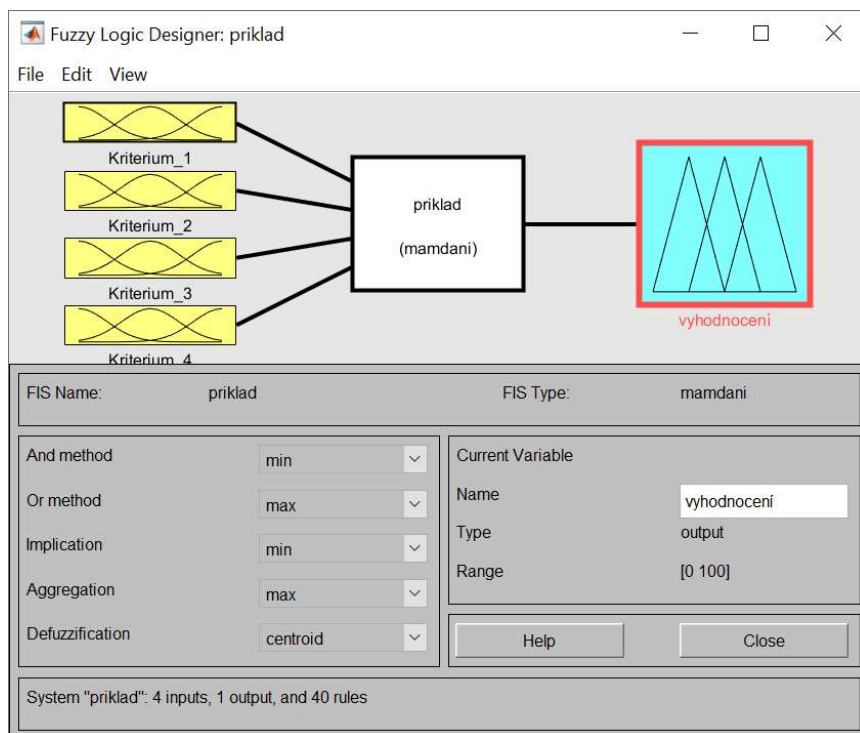 Fuzzy Logic Designer: priklad
File Edit View
Kriterium_1
Kriterium_2
Kriterium_3
Kriterium_4
priklad
(mamdani)
vyhodnocení
FIS Name: priklad FIS Type: mamdani
And method min
Or method max
Implication min
Aggregation max
Defuzzification centroid
Current Variable
Name vyhodnocení
Type output
Range [0 100]
Help Close
System "priklad": 4 inputs, 1 output, and 40 rules